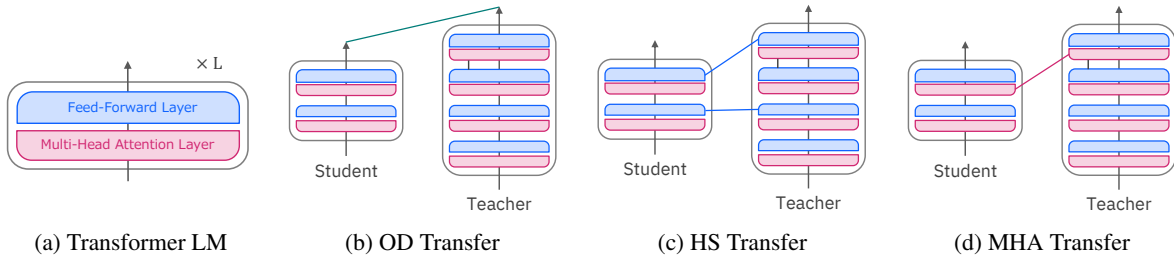 × L
Feed-Forward Layer
Multi-Head Attention Layer
Student
Teacher
Student
Teacher
Student
Teacher
(a) Transformer LM
(b) OD Transfer
(c) HS Transfer
(d) MHA Transfer